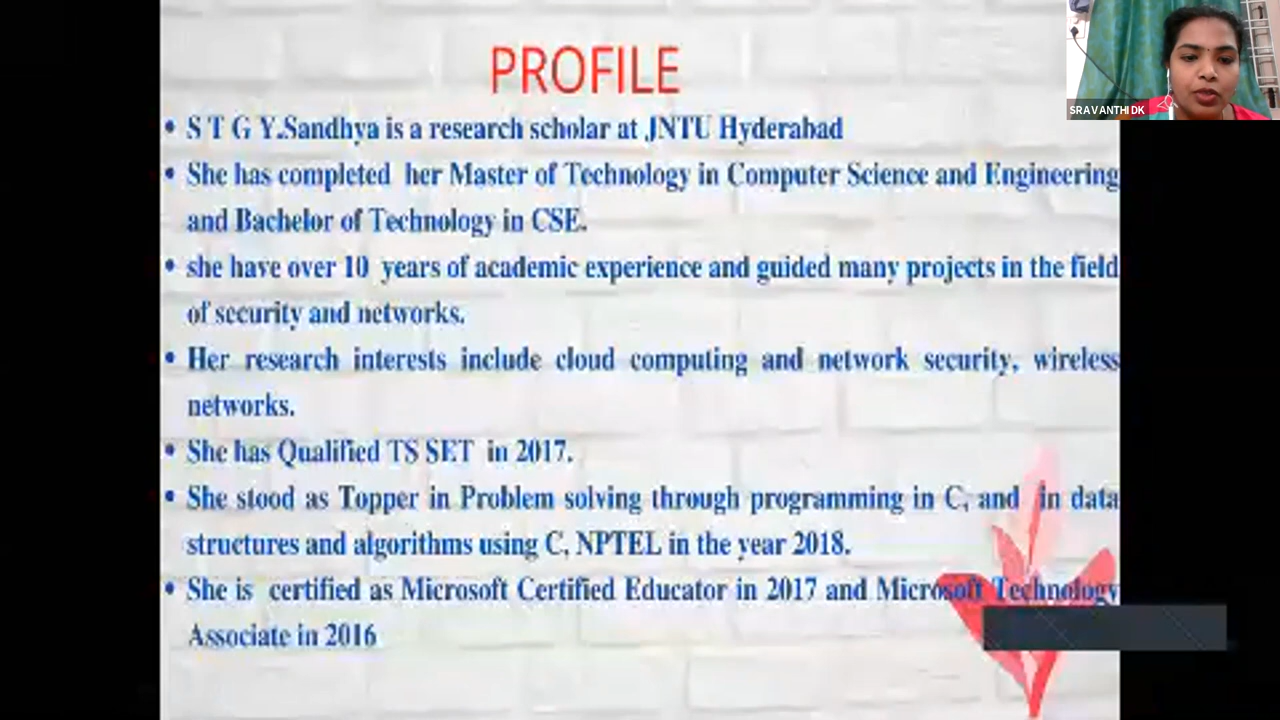 PROFILE
SRAVANTHI DK
• S T G Y.Sandhya is a research scholar at JNTU Hyderabad
• She has completed her Master of Technology in Computer Science and Engineering
and Bachelor of Technology in CSE.
• she have over 10 years of academic experience and guided many projects in the field
of security and networks.
• Her research interests include cloud computing and network security, wireless
networks.
• She has Qualified TS SET in 2017.
• She stood as Topper in Problem solving through programming in C, and in data
structures and algorithms using C, NPTEL in the year 2018.
• She is certified as Microsoft Certified Educator in 2017 and Microsoft Technology
Associate in 2016